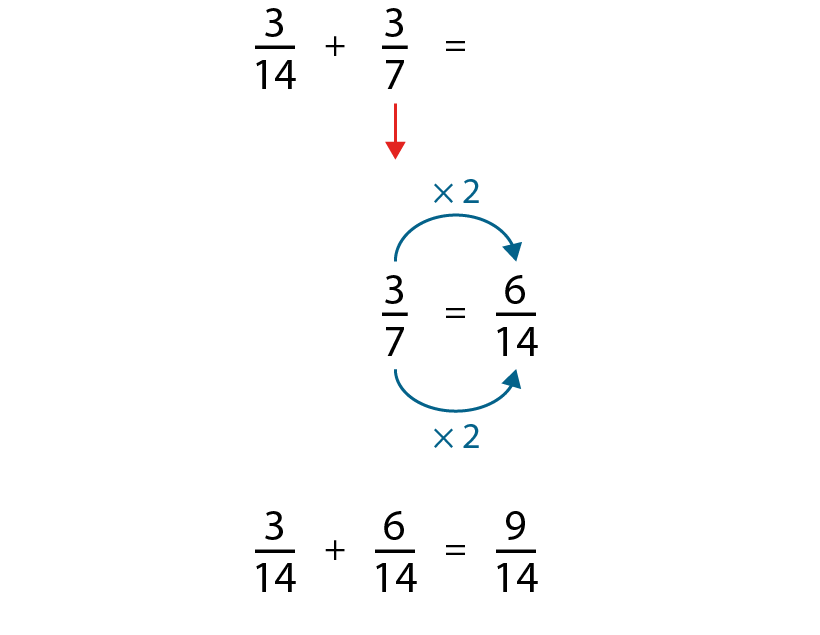 3/14 + 3/7 =
× 2
3/7 = 6/14
× 2
3/14 + 6/14 = 9/14